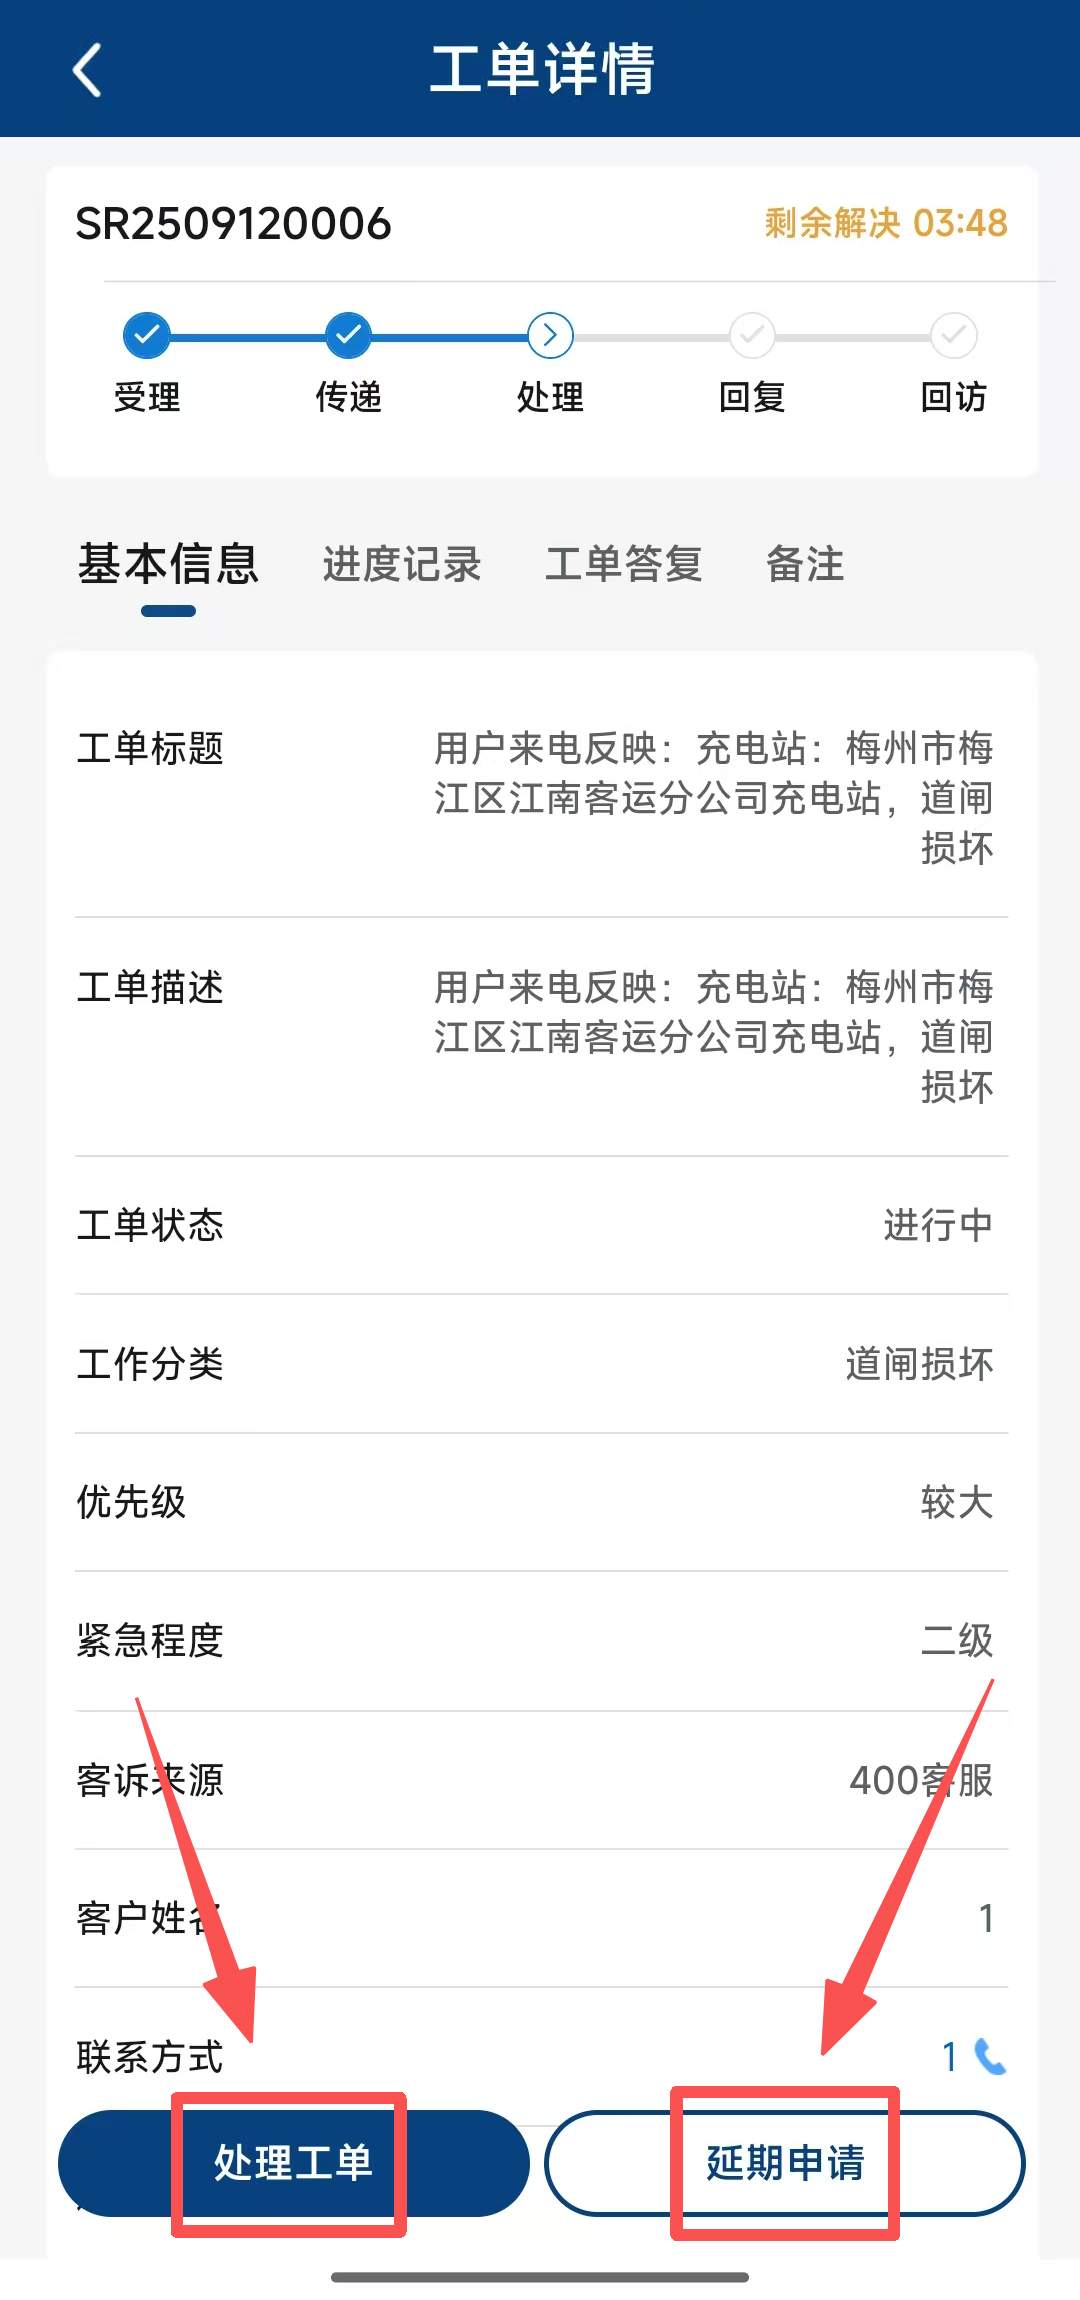 工单详情
SR2509120006
剩余解决 03:48
受理 传递 处理 回复 回访
基本信息 进度记录 工单答复 备注
工单标题 用户来电反映：充电站：梅州市梅
江区江南客运分公司充电站，道闸
损坏
工单描述 用户来电反映：充电站：梅州市梅
江区江南客运分公司充电站，道闸
损坏
工单状态 进行中
工作分类 道闸损坏
优先级 较大
紧急程度 二级
客诉来源 400客服
客户姓名 1
联系方式 1
处理工单 延期申请